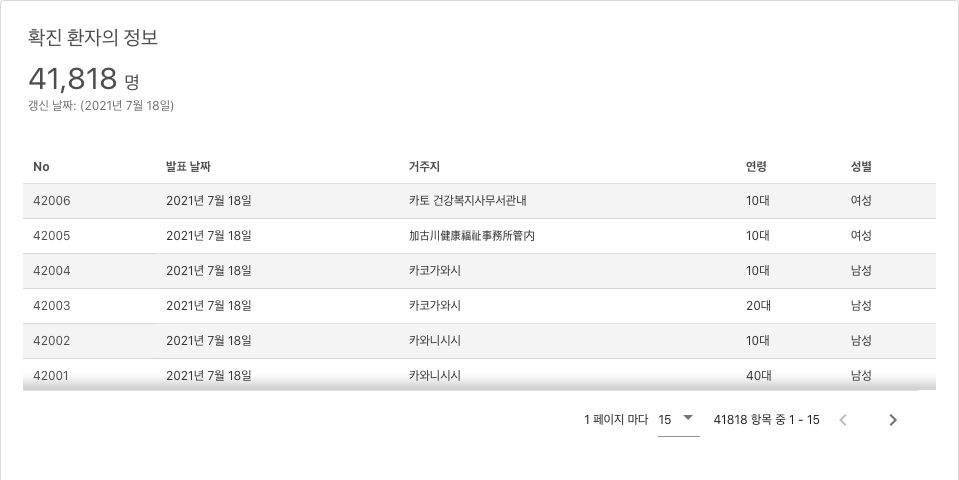 확진 환자의 정보
41,818 명
갱신 날짜: (2021년 7월 18일)
No 발표 날짜 거주지 연령 성별
42006 2021년 7월 18일 카토 건강복지사무서관내 10대 여성
42005 2021년 7월 18일 加古川健康福祉事務所管内 10대 여성
42004 2021년 7월 18일 카코가와시 10대 남성
42003 2021년 7월 18일 카코가와시 20대 남성
42002 2021년 7월 18일 카와니시시 10대 남성
42001 2021년 7월 18일 카와니시시 40대 남성
1 페이지 마다 15 41818 항목 중 1 - 15